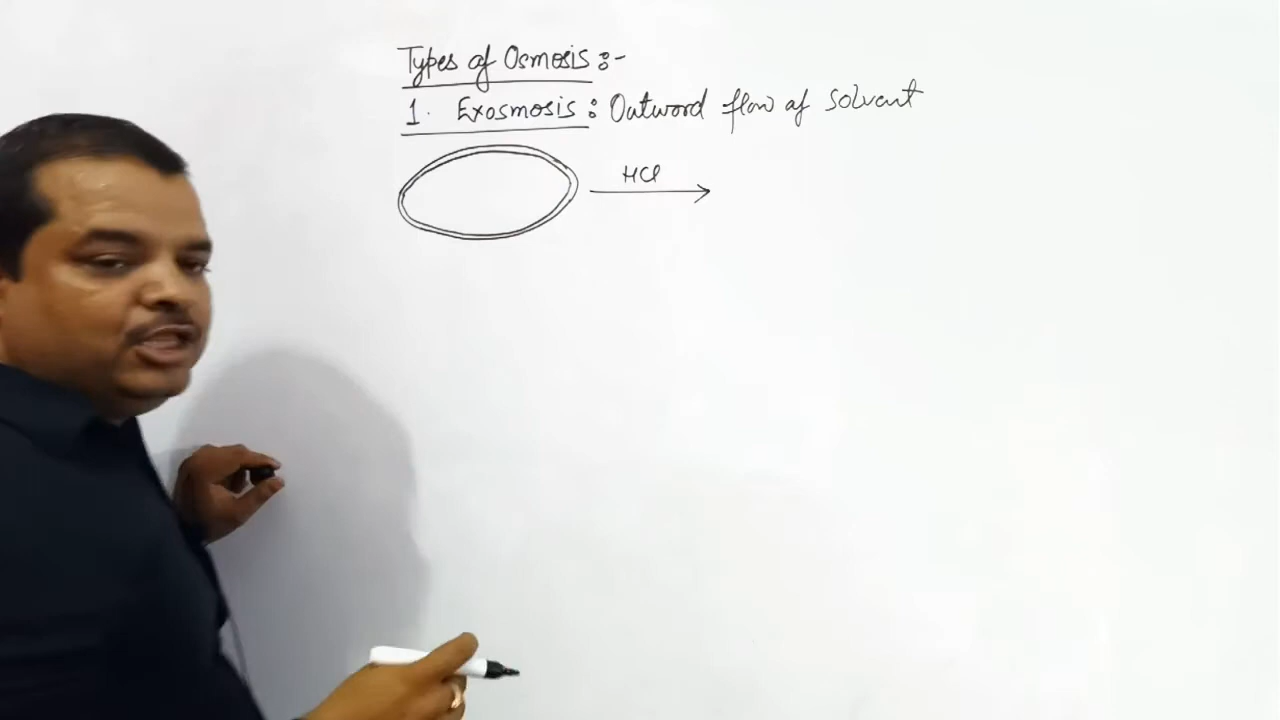 Types of Osmosis :-
1. Exosmosis : Outword flow of solvent
HCl